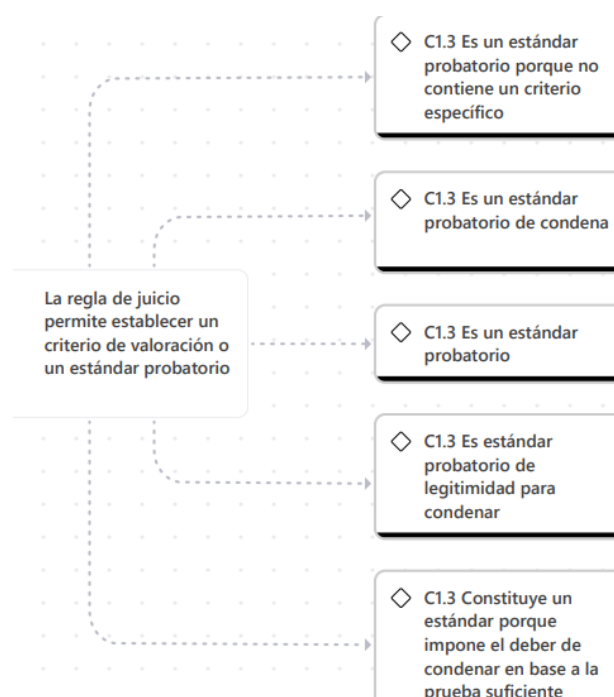 C1.3 Es un estándar
probatorio porque no
contiene un criterio
específico
C1.3 Es un estándar
probatorio de condena
La regla de juicio
permite establecer un
criterio de valoración o
un estándar probatorio
C1.3 Es un estándar
probatorio
C1.3 Es estándar
probatorio de
legitimidad para
condenar
C1.3 Constituye un
estándar porque
impone el deber de
condenar en base a la
prueba suficiente